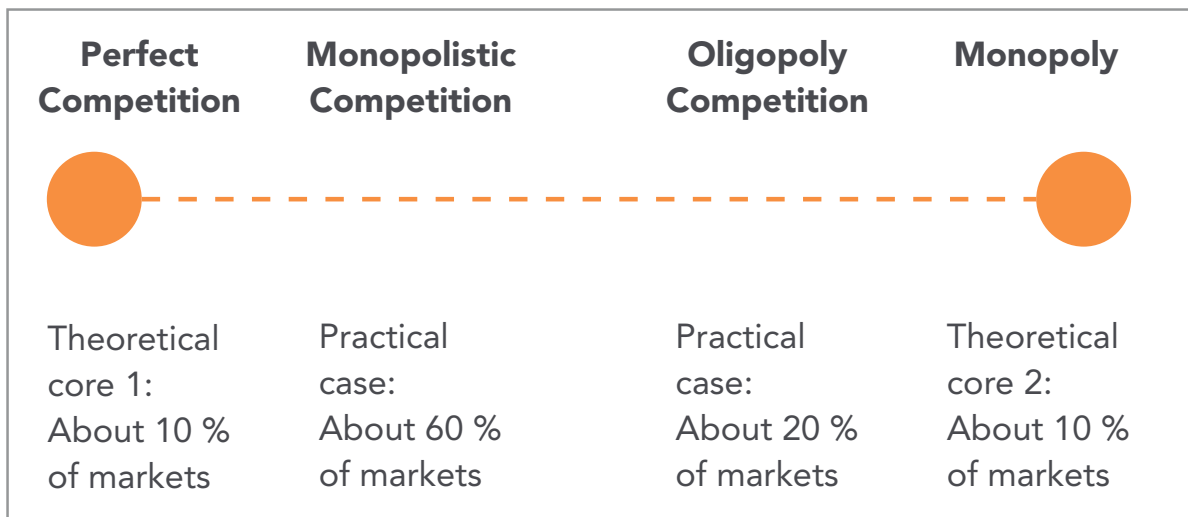 Perfect
Competition
Monopolistic
Competition
Oligopoly
Competition
Monopoly
Theoretical
core 1:
About 10 %
of markets
Practical
case:
About 60 %
of markets
Practical
case:
About 20 %
of markets
Theoretical
core 2:
About 10 %
of markets